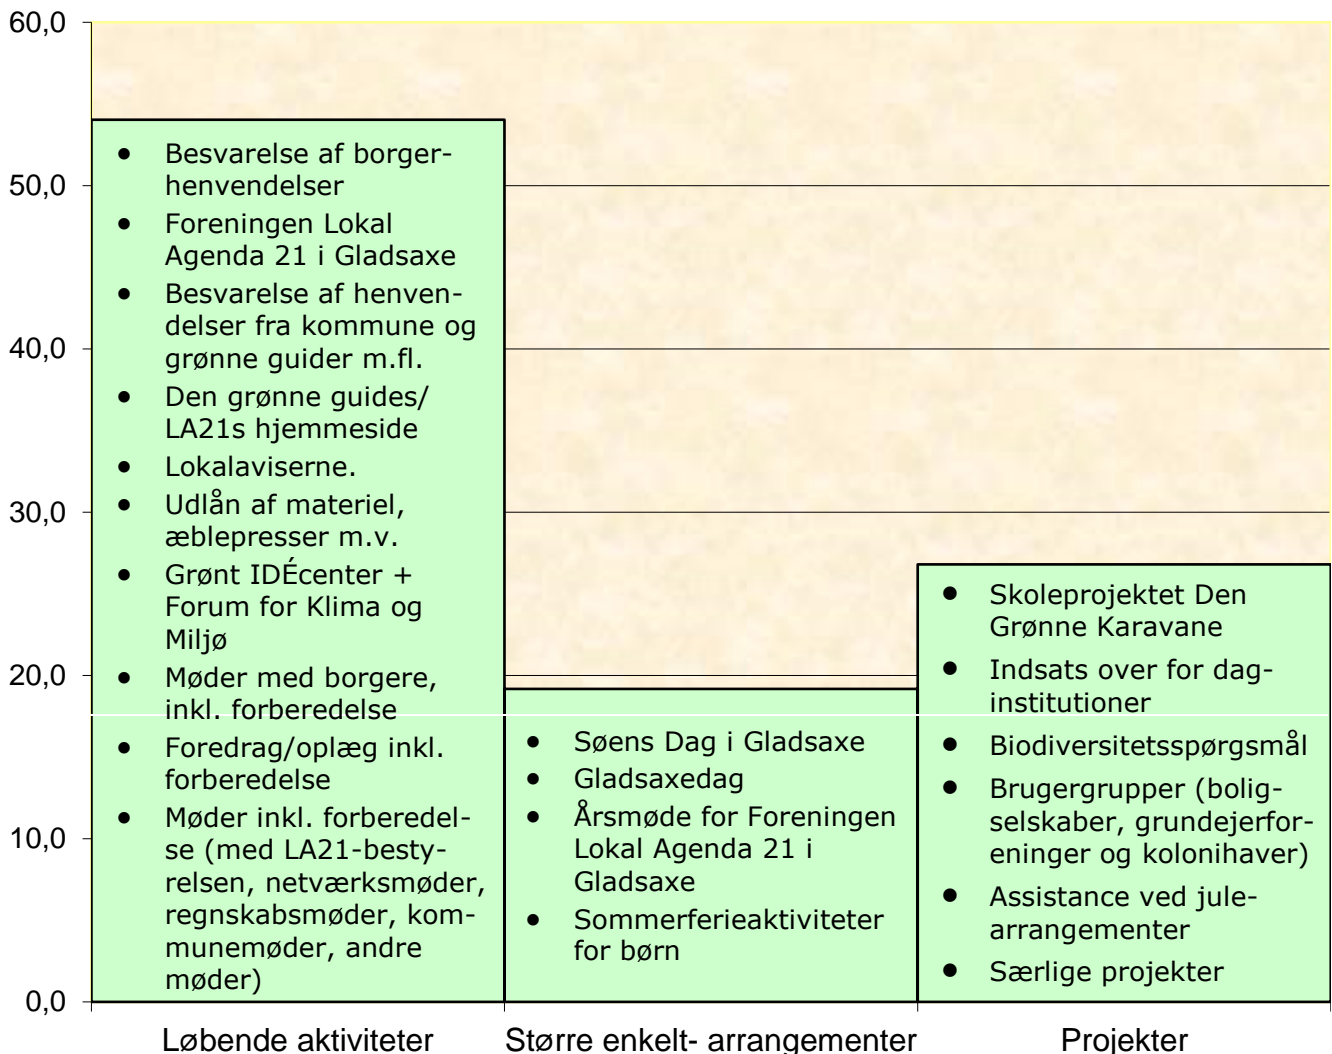 60,0
50,0
40,0
30,0
20,0
10,0
0,0
• Besvarelse af borger-
henvendelser
• Foreningen Lokal
Agenda 21 i Gladsaxe
• Besvarelse af henven-
delser fra kommune og
grønne guider m.fl.
• Den grønne guides/
LA21s hjemmeside
• Lokalaviserne.
• Udlån af materiel,
æblepresser m.v.
• Grønt IDÉcenter +
Forum for Klima og
Miljø
• Møder med borgere,
inkl. forberedelse
• Foredrag/oplæg inkl.
forberedelse
• Møder inkl. forberedel-
se (med LA21-besty-
relsen, netværksmøder,
regnskabsmøder, kom-
munemøder, andre
møder)
• Søens Dag i Gladsaxe
• Gladsaxedag
• Årsmøde for Foreningen
Lokal Agenda 21 i
Gladsaxe
• Sommerferieaktiviteter
for børn
• Skoleprojektet Den
Grønne Karavane
• Indsats over for dag-
institutioner
• Biodiversitetsspørgsmål
• Brugergrupper (bolig-
selskaber, grundejerfor-
eninger og kolonihaver)
• Assistance ved jule-
arrangementer
• Særlige projekter
Løbende aktiviteter
Større enkelt- arrangementer
Projekter